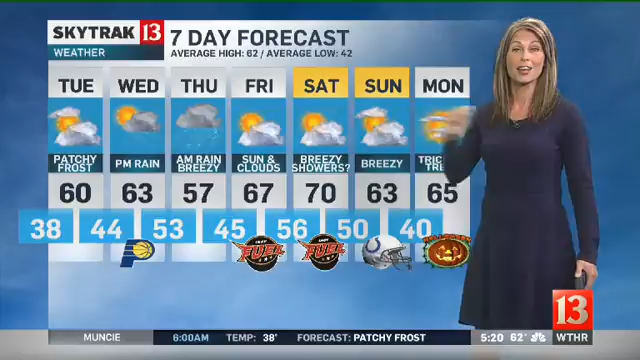 SKYTRAK 13
WEATHER
7 DAY FORECAST
AVERAGE HIGH: 62 / AVERAGE LOW: 42
TUE WED THU FRI SAT SUN MON
PATCHY FROST
PM RAIN
AM RAIN BREEZY
SUN & CLOUDS
BREEZY SHOWERS?
BREEZY
60 63 57 67 70 63 65
38 44 53 45 56 50 40
FUEL FUEL
13
MUNCIE 6:00AM TEMP: 38° FORECAST: PATCHY FROST 5:20 62° WTHR